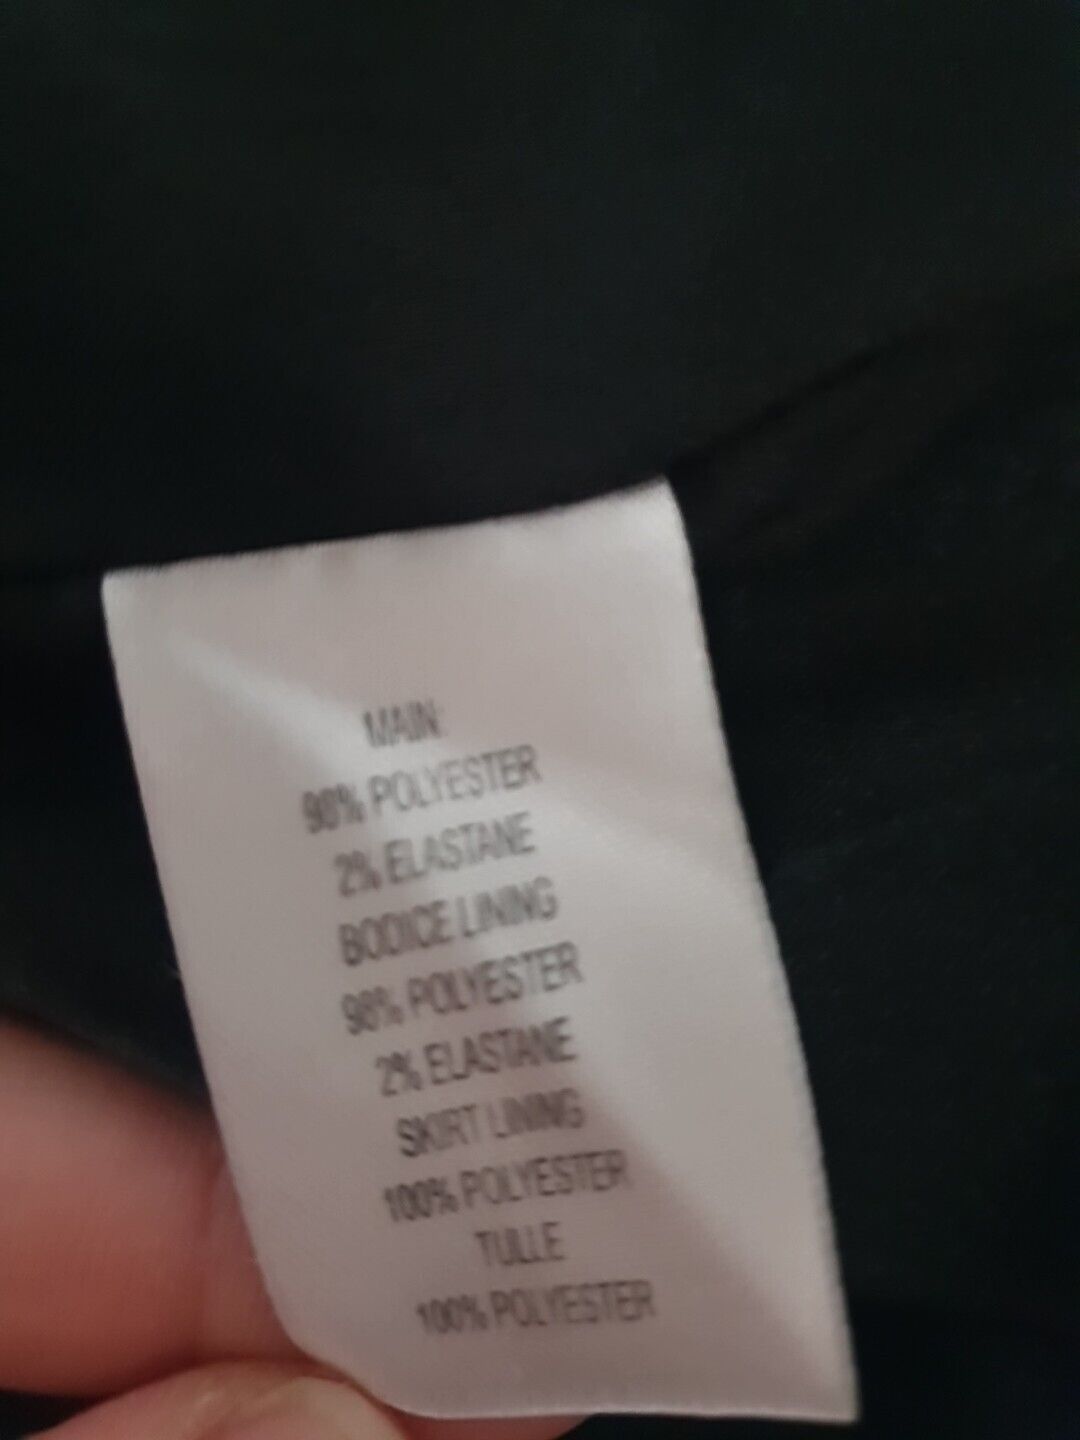 MAIN:
98% POLYESTER
2% ELASTANE
BODICE LINING
98% POLYESTER
2% ELASTANE
SKIRT LINING
100% POLYESTER
TULLE
100% POLYESTER